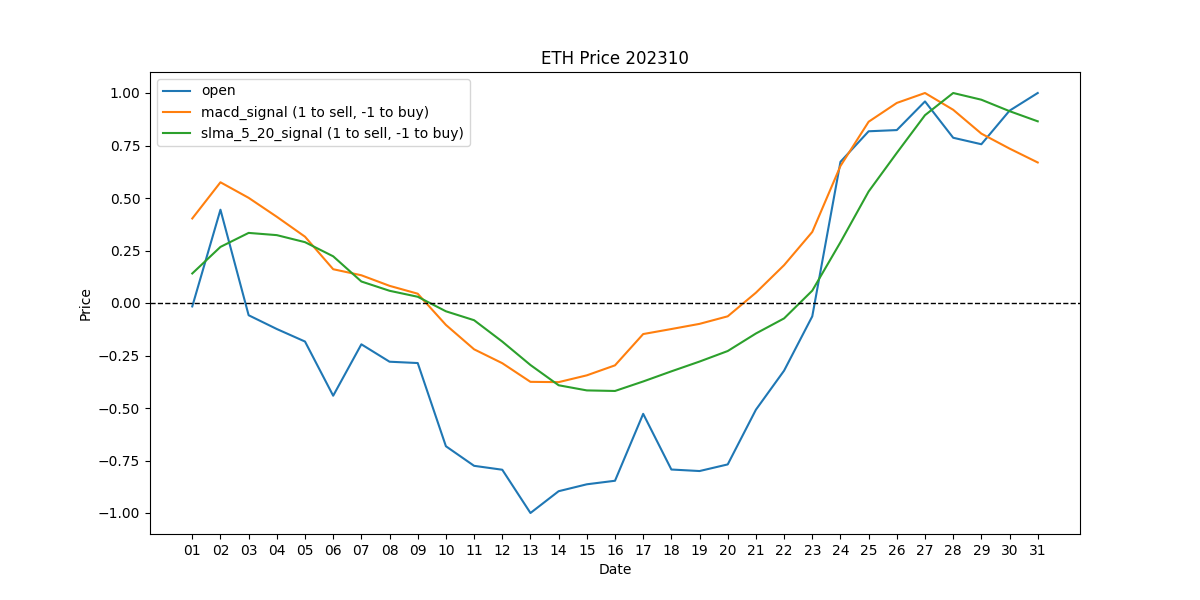 ETH Price 202310
open
macd_signal (1 to sell, -1 to buy)
slma_5_20_signal (1 to sell, -1 to buy)
Price
1.00
0.75
0.50
0.25
0.00
−0.25
−0.50
−0.75
−1.00
01 02 03 04 05 06 07 08 09 10 11 12 13 14 15 16 17 18 19 20 21 22 23 24 25 26 27 28 29 30 31
Date